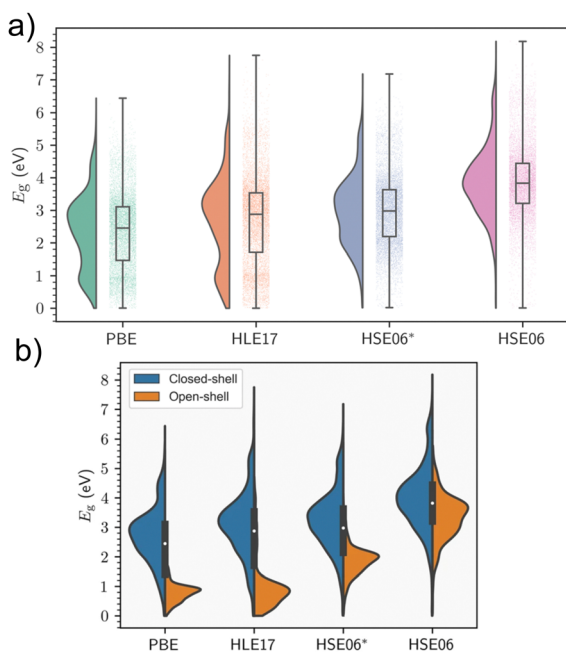 a)
8
7
6
5
4
3
2
1
0
E_g (eV)
PBE HLE17 HSE06* HSE06
b)
Closed-shell
Open-shell
8
7
6
5
4
3
2
1
0
E_g (eV)
PBE HLE17 HSE06* HSE06